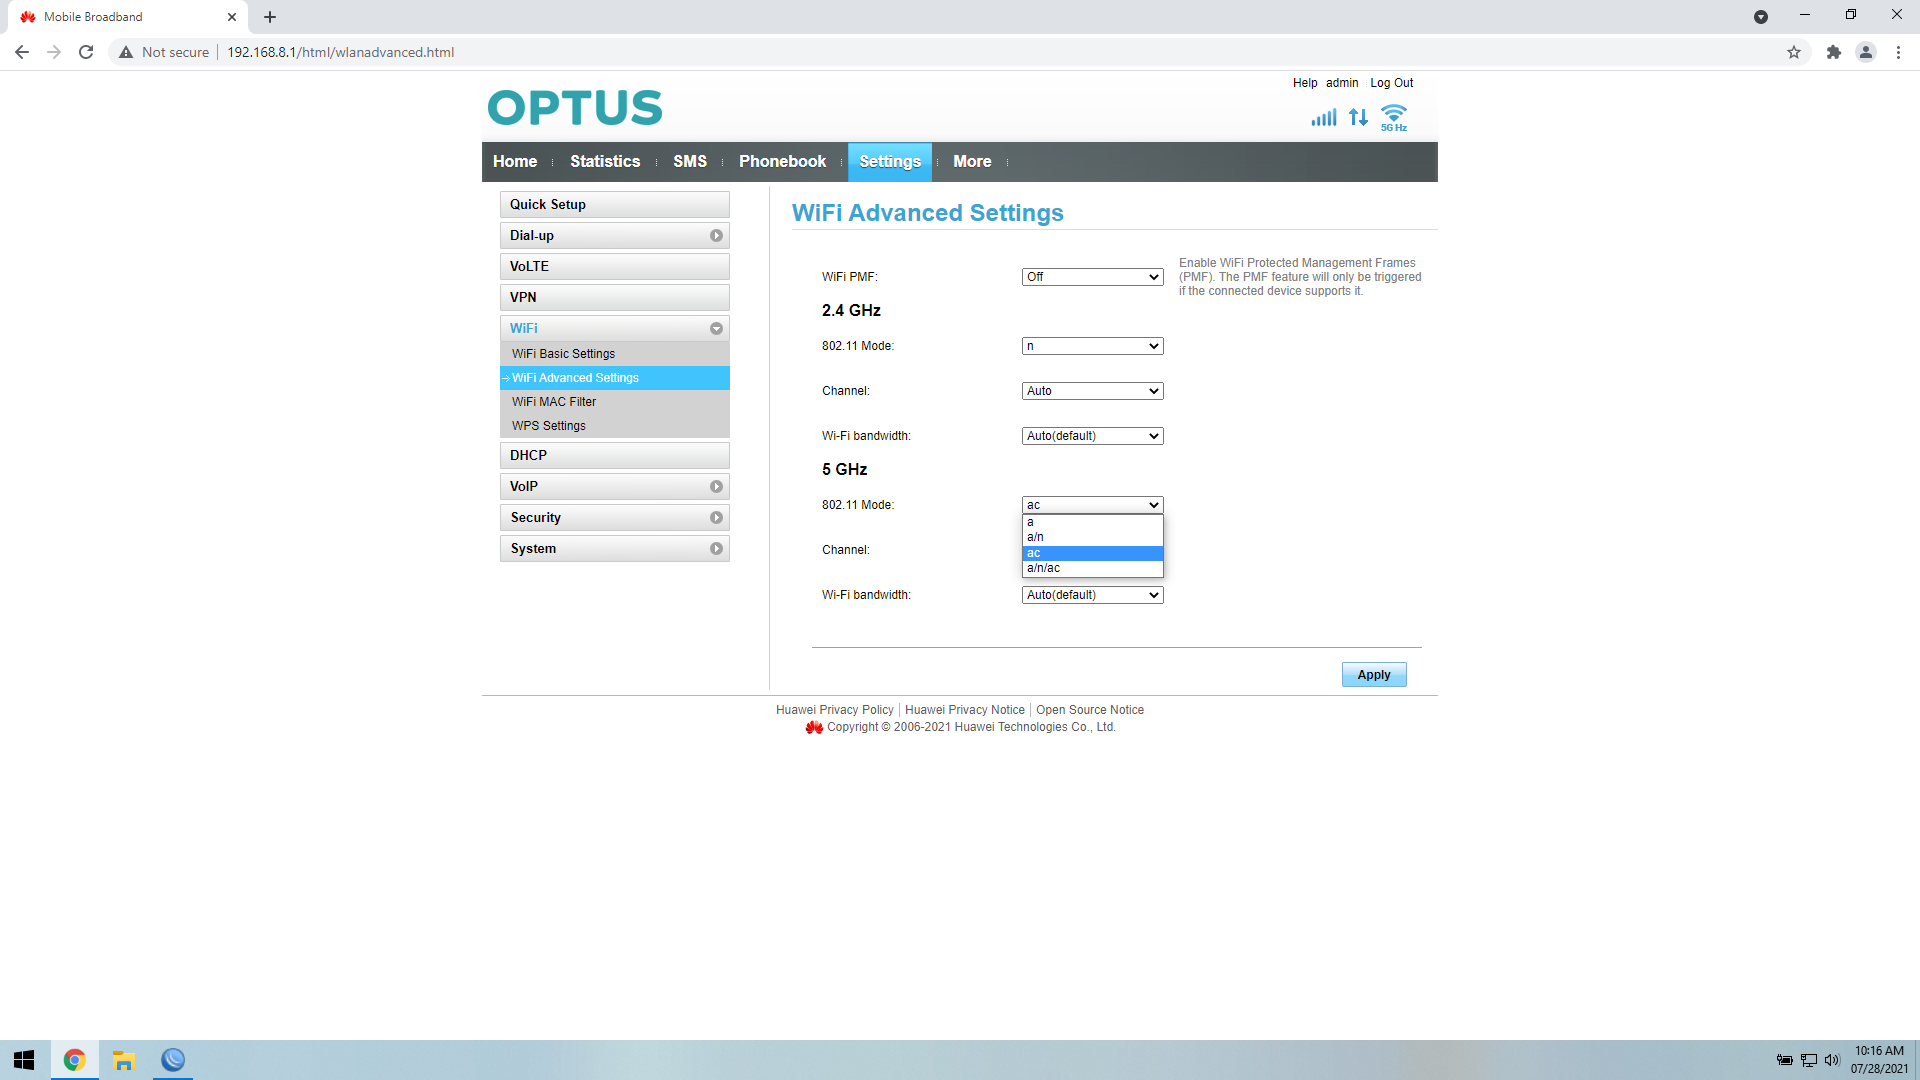 Mobile Broadband
Not secure
192.168.8.1/html/wlanadvanced.html
Help admin Log Out
OPTUS
5G Hz
Home Statistics SMS Phonebook Settings More
Quick Setup
Dial-up
VoLTE
VPN
WiFi
WiFi Basic Settings
WiFi Advanced Settings
WiFi MAC Filter
WPS Settings
DHCP
VoIP
Security
System
WiFi Advanced Settings
WiFi PMF: Off
Enable WiFi Protected Management Frames
(PMF). The PMF feature will only be triggered
if the connected device supports it.
2.4 GHz
802.11 Mode: n
Channel: Auto
Wi-Fi bandwidth: Auto(default)
5 GHz
802.11 Mode: ac
a
a/n
ac
a/n/ac
Channel:
Wi-Fi bandwidth: Auto(default)
Apply
Huawei Privacy Policy Huawei Privacy Notice Open Source Notice
Copyright © 2006-2021 Huawei Technologies Co., Ltd.
10:16 AM
07/28/2021